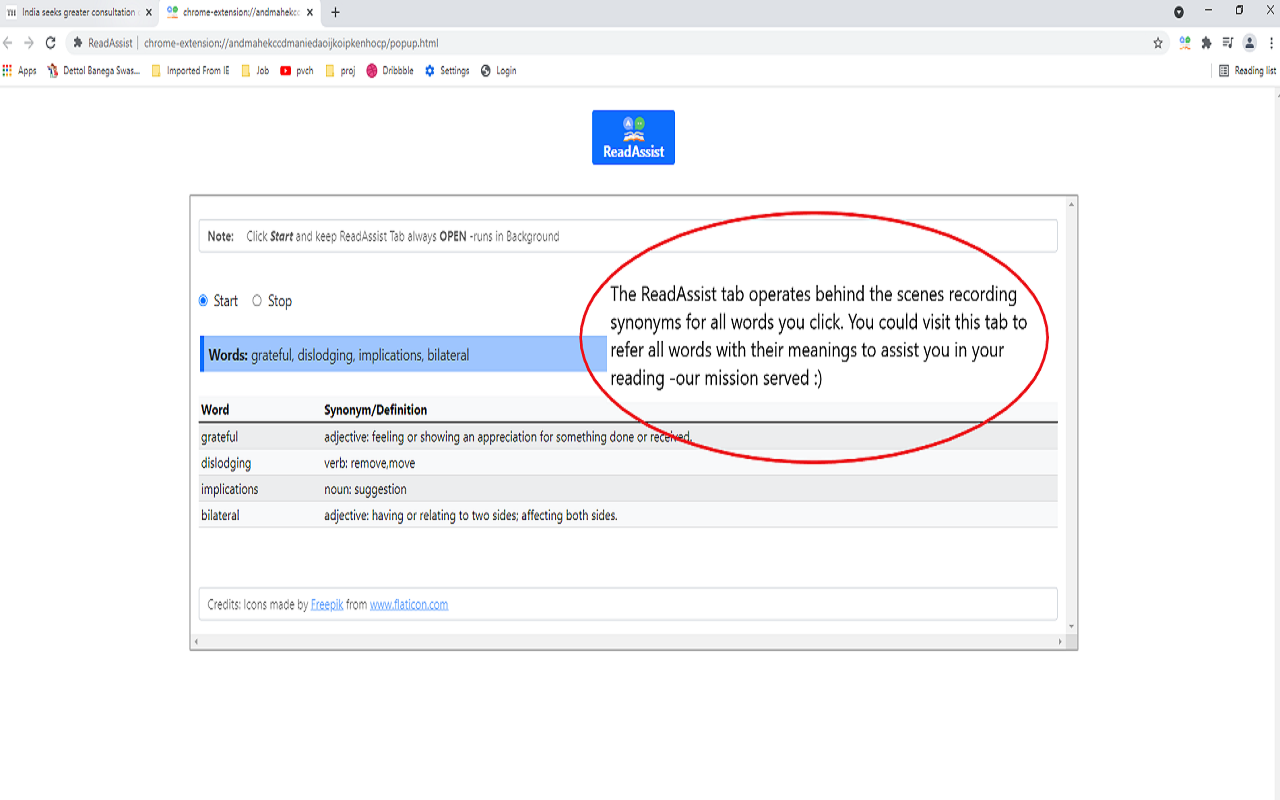 India seeks greater consultation
chrome-extension://andmahekcc
ReadAssist
chrome-extension://andmahekccdmaniedaoijkoipkenhocp/popup.html
Apps
Dettol Banega Swas...
Imported From IE
Job
pvch
proj
Dribbble
Settings
Login
Reading list
ReadAssist
Note: Click Start and keep ReadAssist Tab always OPEN -runs in Background
Start
Stop
The ReadAssist tab operates behind the scenes recording
synonyms for all words you click. You could visit this tab to
refer all words with their meanings to assist you in your
reading -our mission served :)
Words: grateful, dislodging, implications, bilateral
Word Synonym/Definition
grateful adjective: feeling or showing an appreciation for something done or received.
dislodging verb: remove,move
implications noun: suggestion
bilateral adjective: having or relating to two sides; affecting both sides.
Credits: Icons made by Freepik from www.flaticon.com